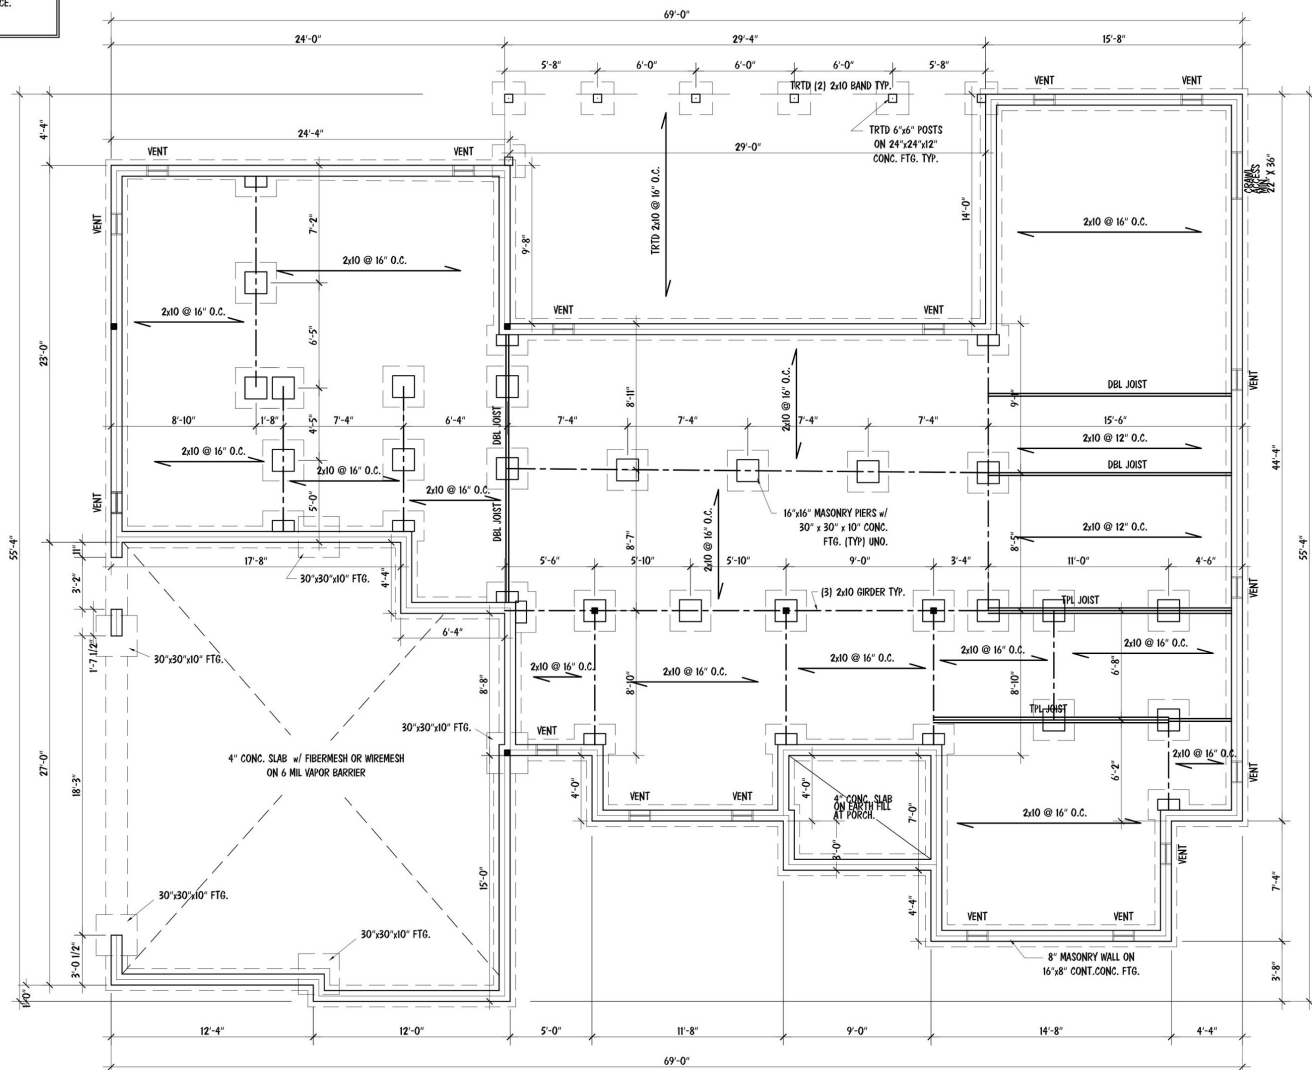 CE.
69'-0"
24'-0"
29'-4"
15'-8"
5'-8"
6'-0"
6'-0"
6'-0"
5'-8"
TRTD (2) 2x10 BAND TYP.
VENT
VENT
4'-4"
24'-4"
TRTD 6"x6" POSTS
ON 24"x24"x12"
CONC. FTG. TYP.
29'-0"
VENT
VENT
CRAWL
ACCESS
MIN.
22" X 36"
VENT
7'-2"
9'-8"
TRTD 2x10 @ 16" O.C.
14'-0"
2x10 @ 16" O.C.
2x10 @ 16" O.C.
2x10 @ 16" O.C.
VENT
VENT
23'-0"
6'-5"
8'-11"
2x10 @ 16" O.C.
9'-1"
DBL JOIST
VENT
8'-10"
1'-8"
4'-5"
7'-4"
6'-4"
DBL JOIST
7'-4"
7'-4"
7'-4"
7'-4"
15'-6"
2x10 @ 16" O.C.
2x10 @ 16" O.C.
2x10 @ 16" O.C.
2x10 @ 12" O.C.
DBL JOIST
44'-4"
VENT
5'-0"
DBL JOIST
16"x16" MASONRY PIERS w/
30" x 30" x 10" CONC.
FTG. (TYP) UNO.
2x10 @ 12" O.C.
55'-4"
55'-4"
11"
8'-7"
2x10 @ 16" O.C.
8'-5"
17'-8"
4'-4"
30"x30"x10" FTG.
5'-6"
5'-10"
5'-10"
9'-0"
3'-4"
11'-0"
4'-6"
3'-2"
(3) 2x10 GIRDER TYP.
TPL JOIST
VENT
6'-4"
1'-7 1/2"
30"x30"x10" FTG.
8'-8"
2x10 @ 16" O.C.
2x10 @ 16" O.C.
8'-10"
2x10 @ 16" O.C.
2x10 @ 16" O.C.
8'-10"
2x10 @ 16" O.C.
6'-8"
TPL JOIST
30"x30"x10" FTG.
VENT
4" CONC. SLAB w/ FIBERMESH OR WIREMESH
ON 6 MIL VAPOR BARRIER
27'-0"
18'-3"
4'-0"
VENT
VENT
4'-0"
4" CONC. SLAB
ON EARTH FILL
AT PORCH.
7'-0"
3'-0"
6'-2"
2x10 @ 16" O.C.
VENT
2x10 @ 16" O.C.
VENT
15'-0"
30"x30"x10" FTG.
30"x30"x10" FTG.
4'-4"
VENT
VENT
7'-4"
8" MASONRY WALL ON
16"x8" CONT.CONC. FTG.
3'-0 1/2"
3'-8"
1'-0"
12'-4"
12'-0"
5'-0"
11'-8"
9'-0"
14'-8"
4'-4"
69'-0"